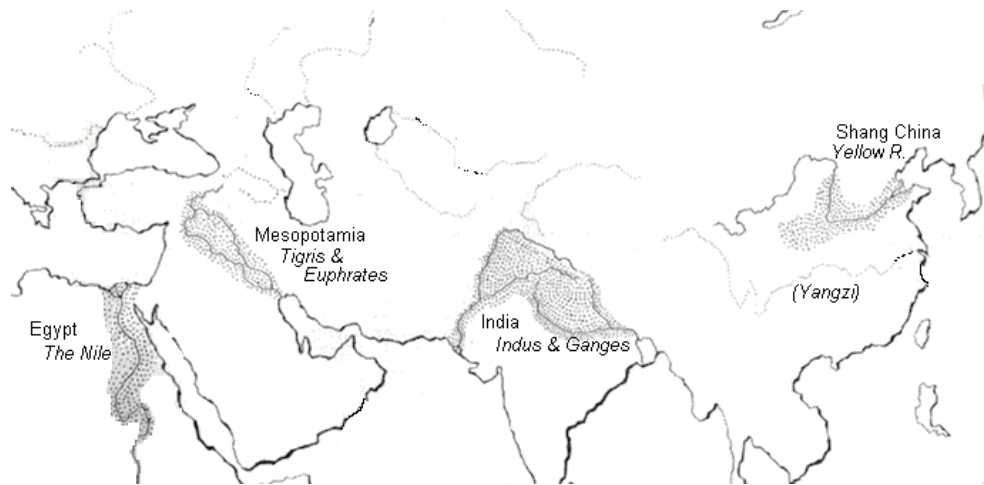 Shang China
Yellow R.
Mesopotamia
Tigris &
Euphrates
(Yangzi)
Egypt
The Nile
India
Indus & Ganges